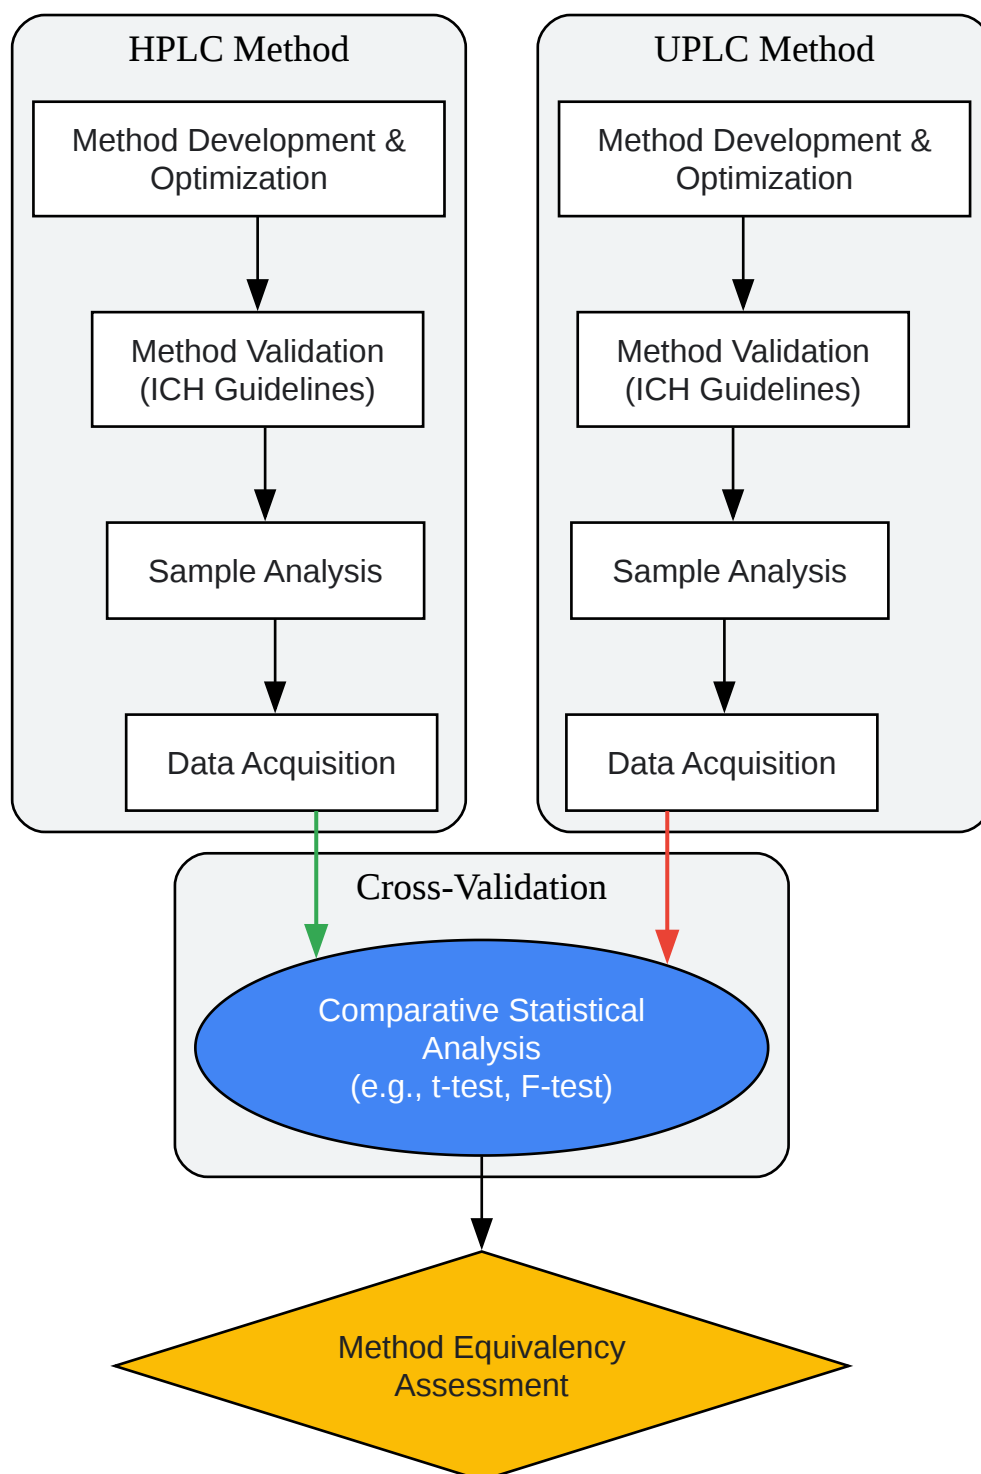 HPLC Method
Method Development &
Optimization
Method Validation
(ICH Guidelines)
Sample Analysis
Data Acquisition
UPLC Method
Method Development &
Optimization
Method Validation
(ICH Guidelines)
Sample Analysis
Data Acquisition
Cross-Validation
Comparative Statistical
Analysis
(e.g., t-test, F-test)
Method Equivalency
Assessment